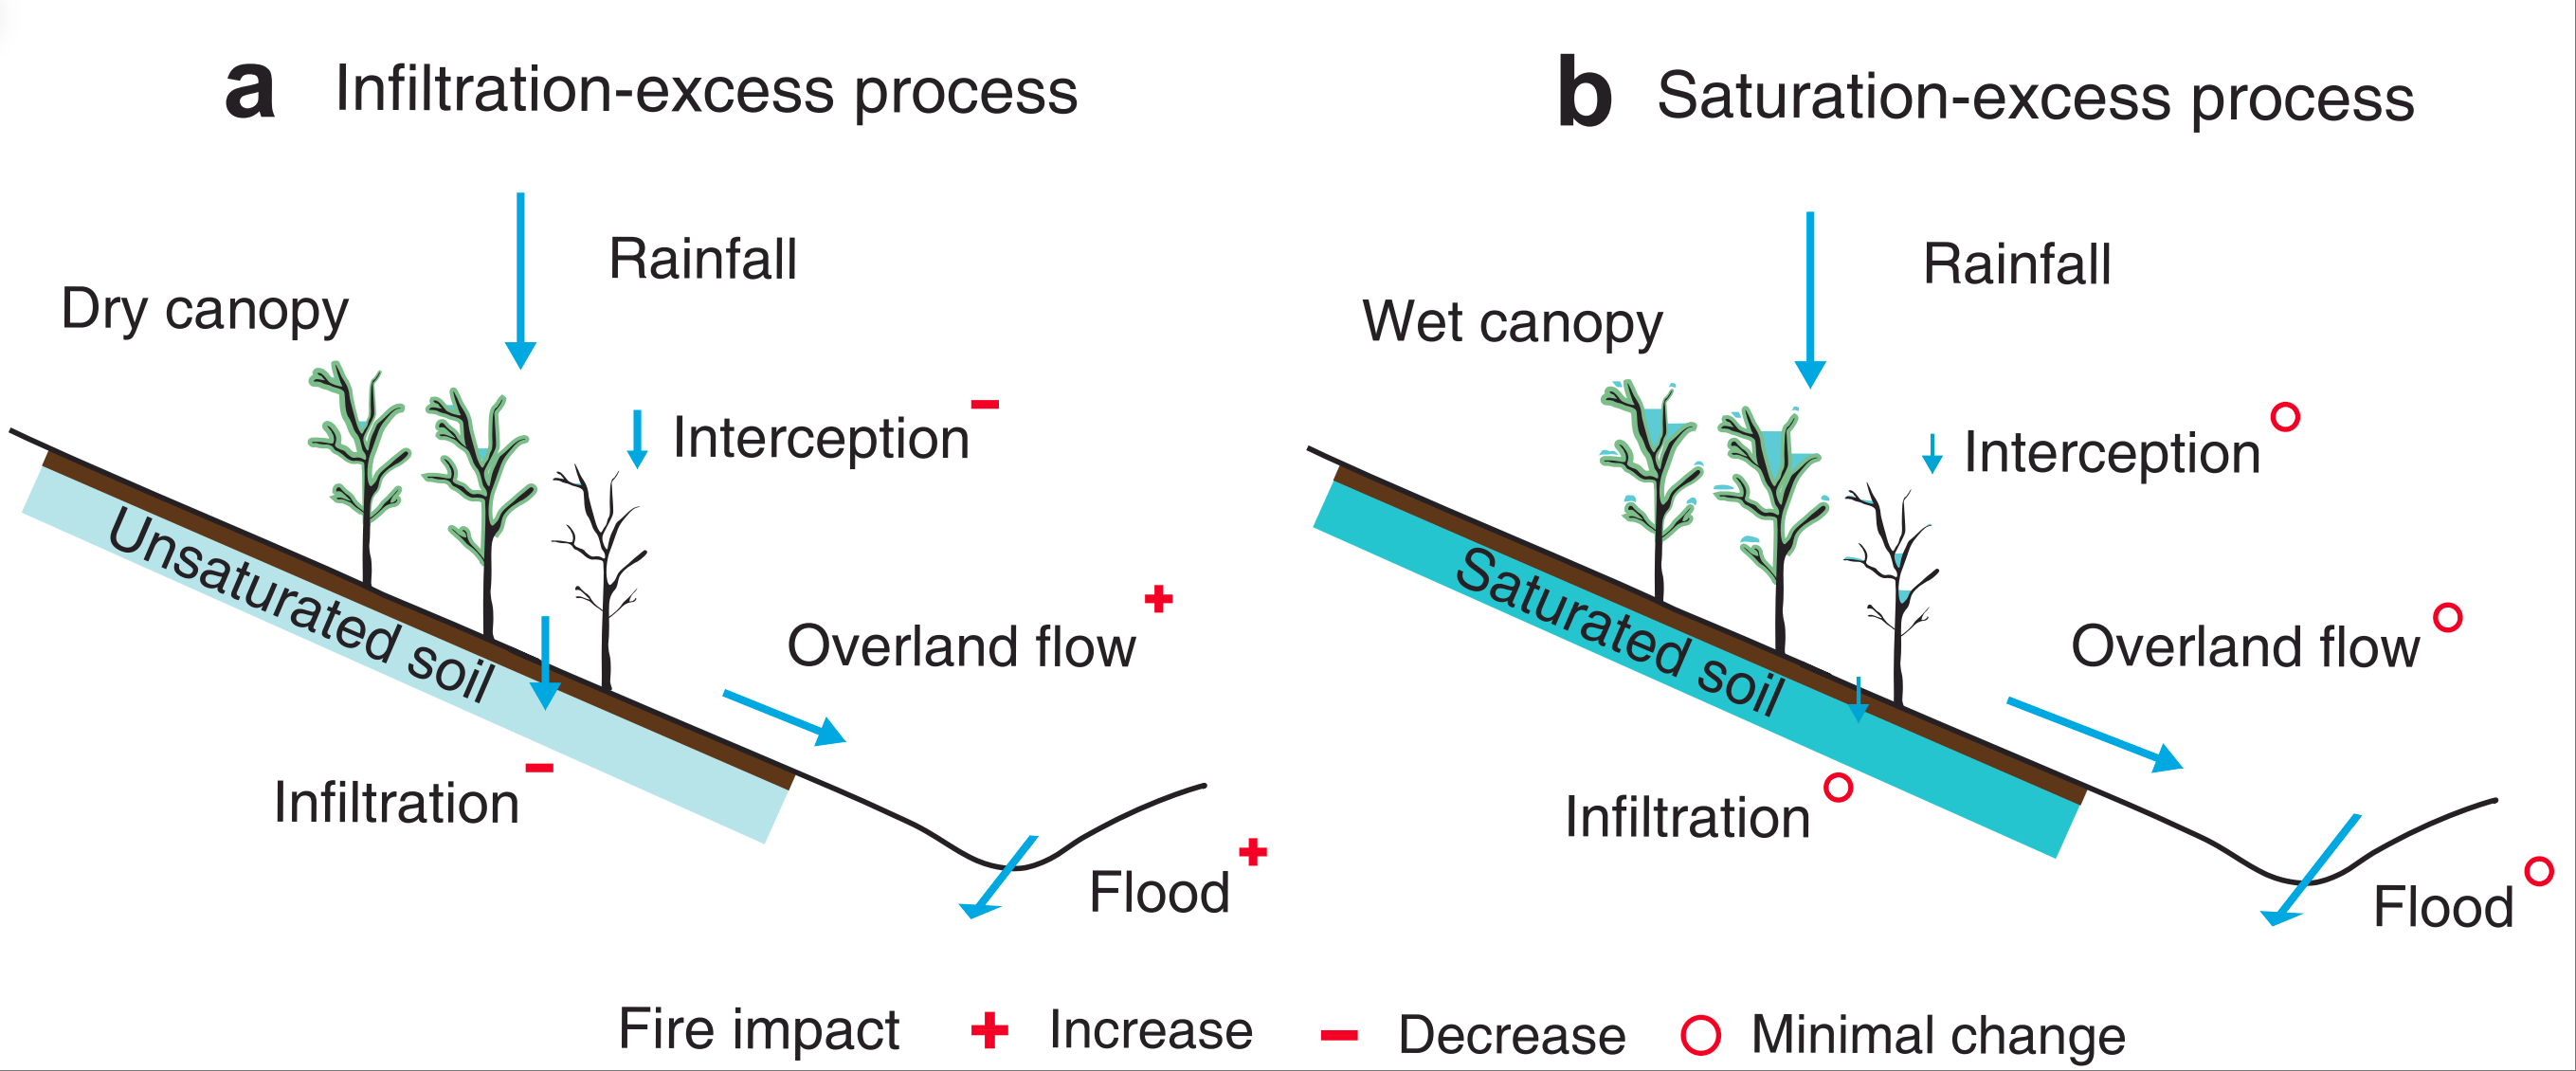 a Infiltration-excess process
Rainfall
Dry canopy
Interception −
Unsaturated soil
Overland flow +
Infiltration −
Flood +
b Saturation-excess process
Rainfall
Wet canopy
Interception ○
Saturated soil
Overland flow ○
Infiltration ○
Flood ○
Fire impact + Increase − Decrease ○ Minimal change